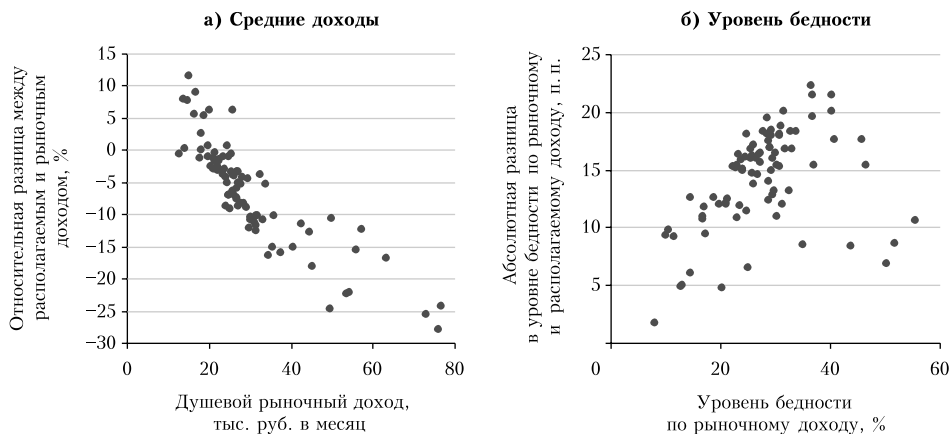 а) Средние доходы
Относительная разница между
располагаемым и рыночным
доходом, %
15
10
5
0
−5
−10
−15
−20
−25
−30
0
20
40
60
80
Душевой рыночный доход,
тыс. руб. в месяц
б) Уровень бедности
Абсолютная разница
в уровне бедности по рыночному
и располагаемому доходу, п. п.
25
20
15
10
5
0
20
40
60
Уровень бедности
по рыночному доходу, %